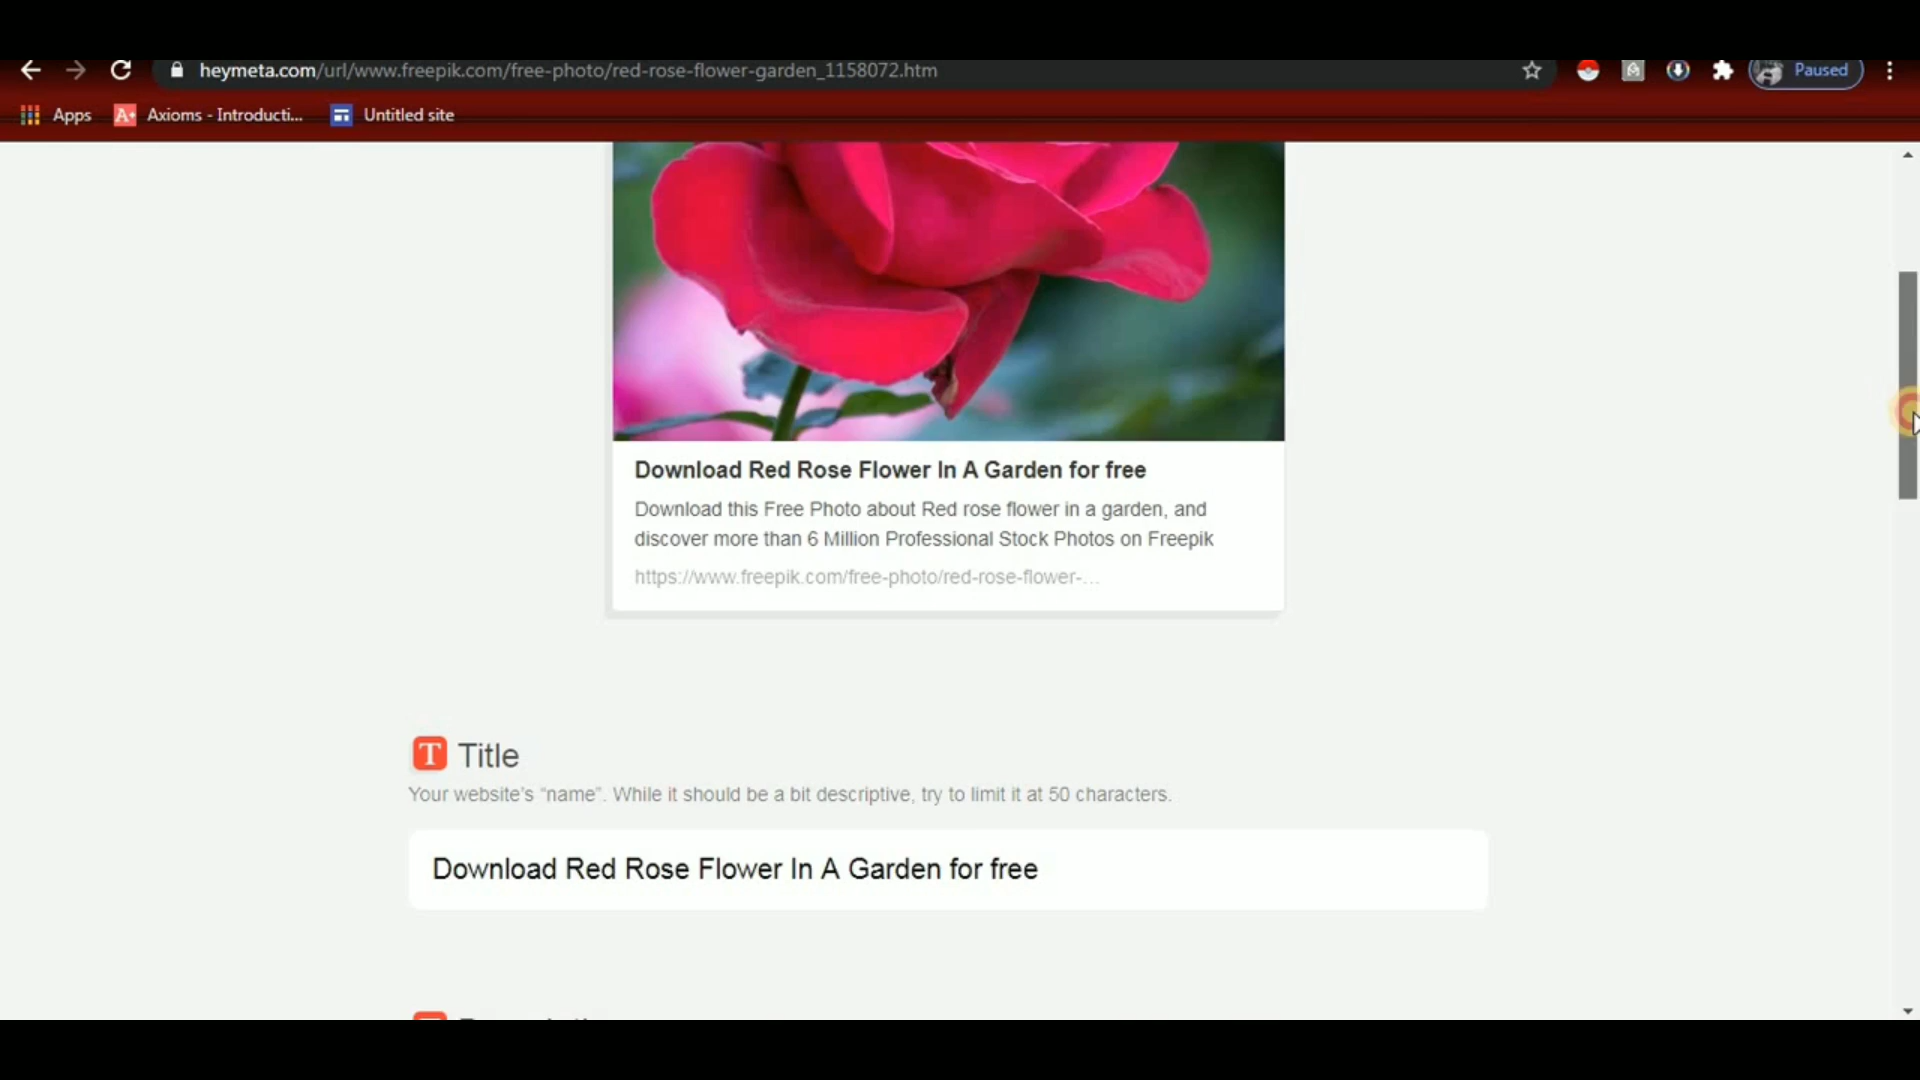 heymeta.com/url/www.freepik.com/free-photo/red-rose-flower-garden_1158072.htm
Paused
Apps
Axioms - Introducti...
Untitled site
Download Red Rose Flower In A Garden for free
Download this Free Photo about Red rose flower in a garden, and
discover more than 6 Million Professional Stock Photos on Freepik
https://www.freepik.com/free-photo/red-rose-flower-...
T Title
Your website's “name”. While it should be a bit descriptive, try to limit it at 50 characters.
Download Red Rose Flower In A Garden for free